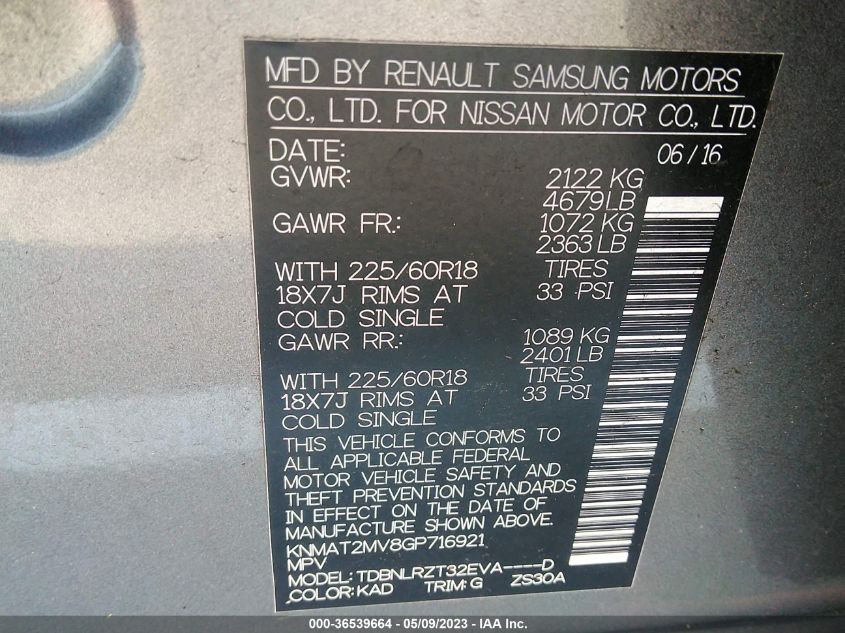 MFD BY RENAULT SAMSUNG MOTORS
CO., LTD. FOR NISSAN MOTOR CO., LTD.
DATE: 06/16
GVWR: 2122 KG
4679 LB
GAWR FR.: 1072 KG
2363 LB
WITH 225/60R18 TIRES
18X7J RIMS AT 33 PSI
COLD SINGLE
GAWR RR.: 1089 KG
2401 LB
WITH 225/60R18 TIRES
18X7J RIMS AT 33 PSI
COLD SINGLE
THIS VEHICLE CONFORMS TO
ALL APPLICABLE FEDERAL
MOTOR VEHICLE SAFETY AND
THEFT PREVENTION STANDARDS
IN EFFECT ON THE DATE OF
MANUFACTURE SHOWN ABOVE.
KNMAT2MV8GP716921
MPV
MODEL: TDBNLRZT32EVA----D
COLOR: KAD TRIM: G ZS30A
000-36539664 - 05/09/2023 - IAA Inc.